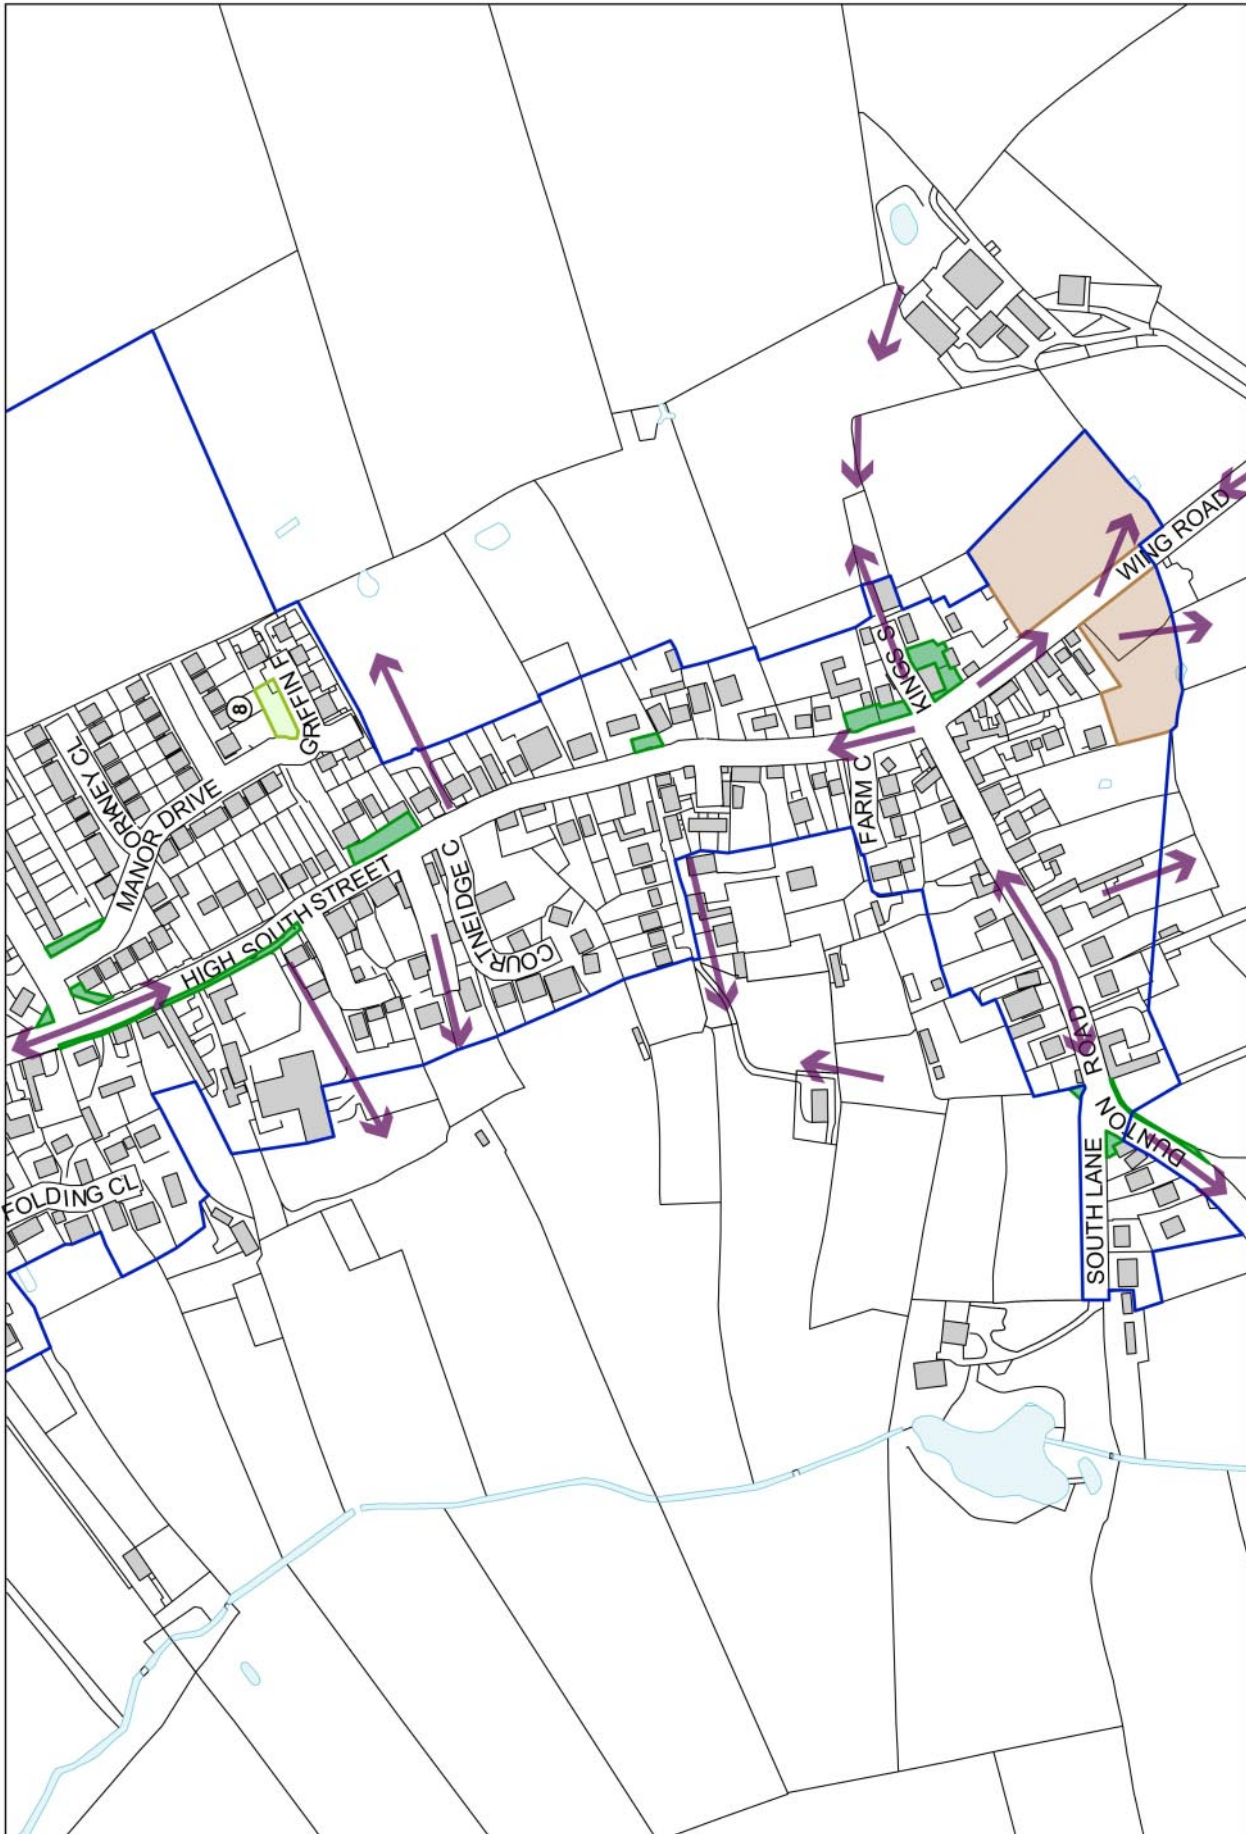 8
GRIFFIN F
ORMNEY CL
MANOR DRIVE
HIGH SOUTH STREET
COURTNEIDGE C
FOLDING CL
KINGS S
FARM C
WING ROAD
DUNTON ROAD
SOUTH LANE